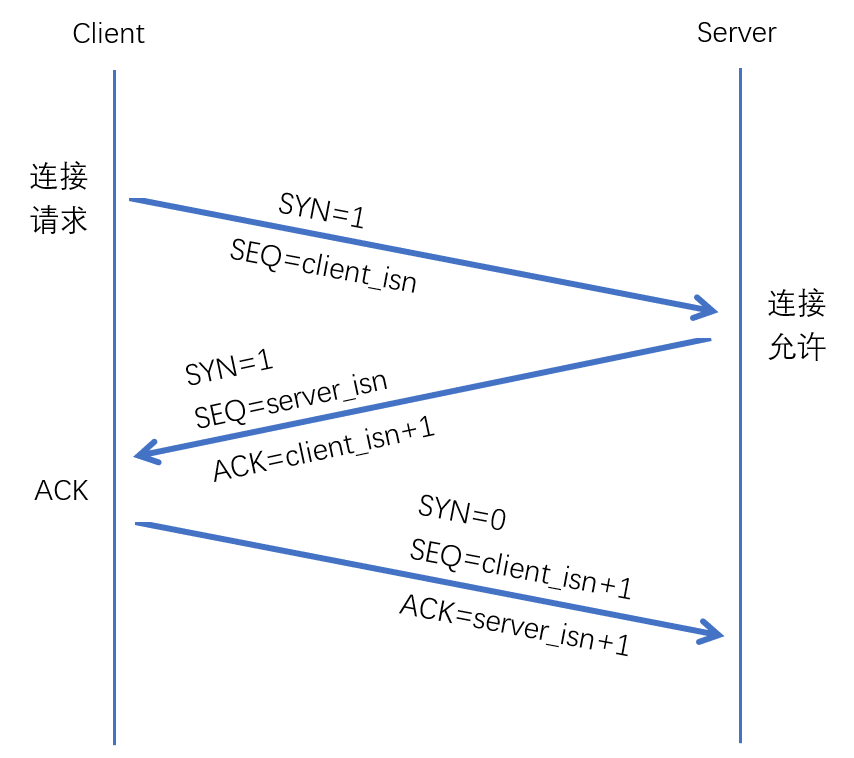 Client
Server
连接
请求
SYN=1
SEQ=client_isn
连接
允许
SYN=1
SEQ=server_isn
ACK=client_isn+1
ACK
SYN=0
SEQ=client_isn+1
ACK=server_isn+1